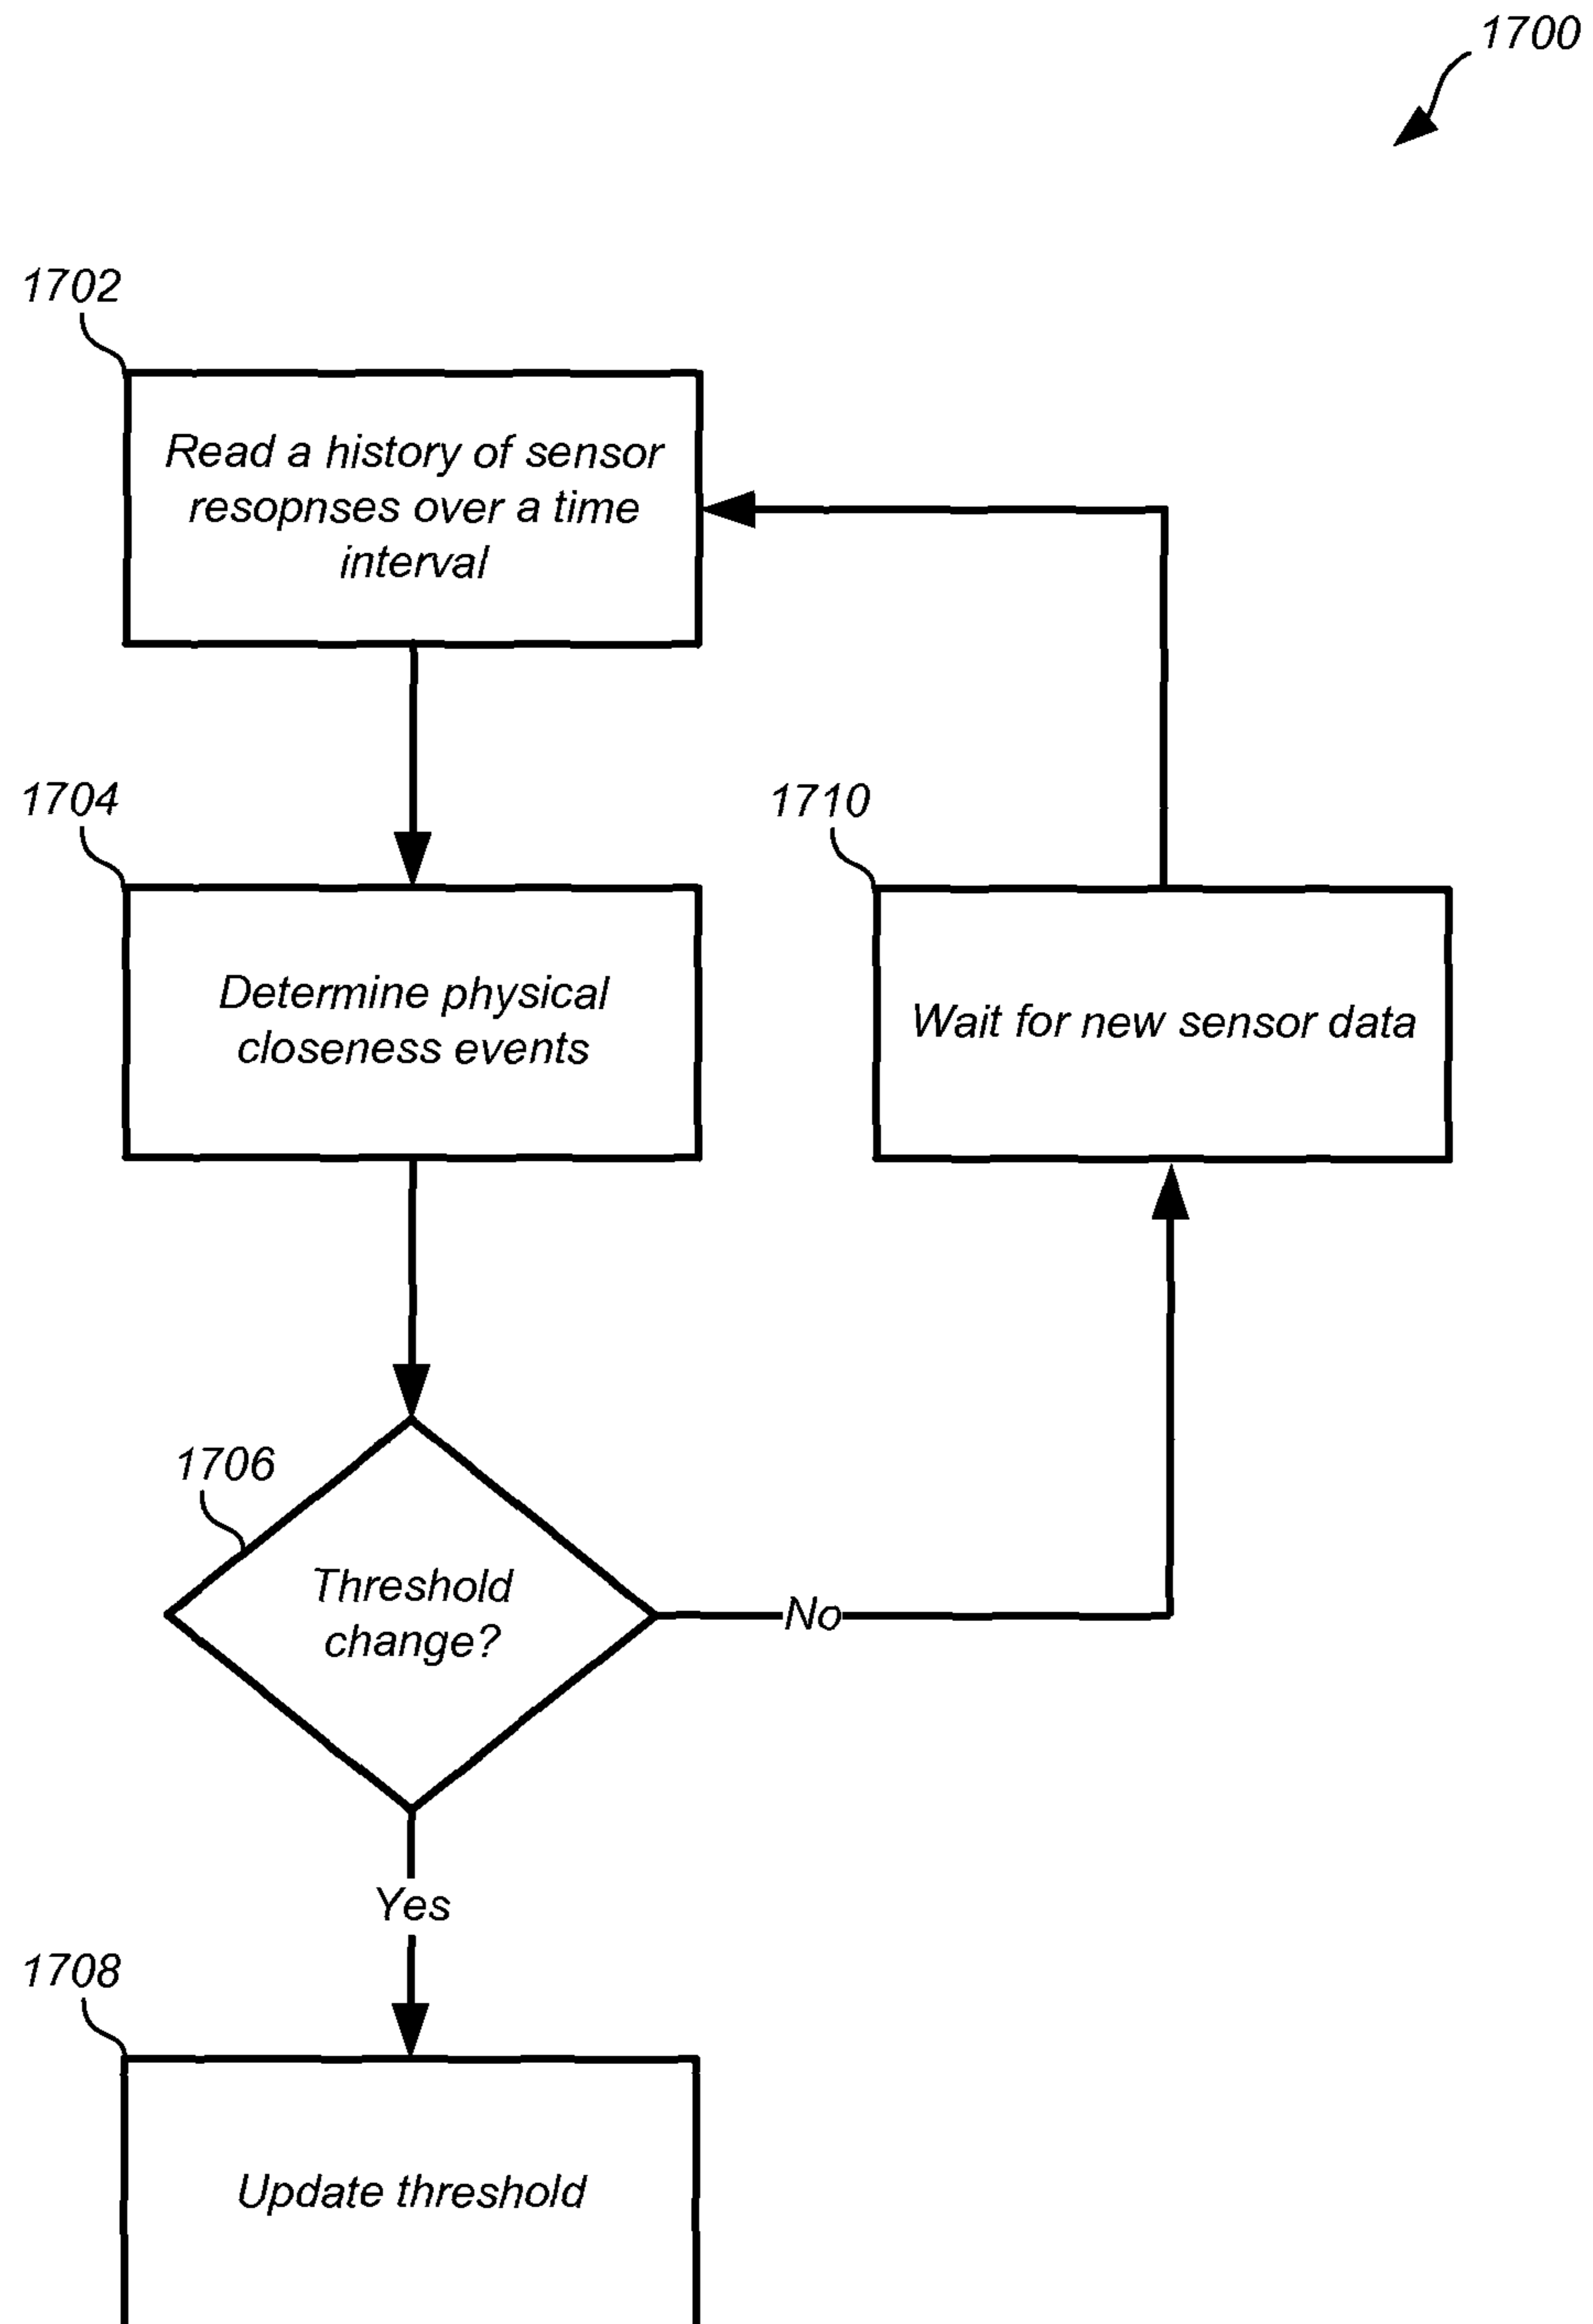 1700
1702
Read a history of sensor
resopnses over a time
interval
1704
Determine physical
closeness events
1710
Wait for new sensor data
1706
Threshold
change?
No
Yes
1708
Update threshold